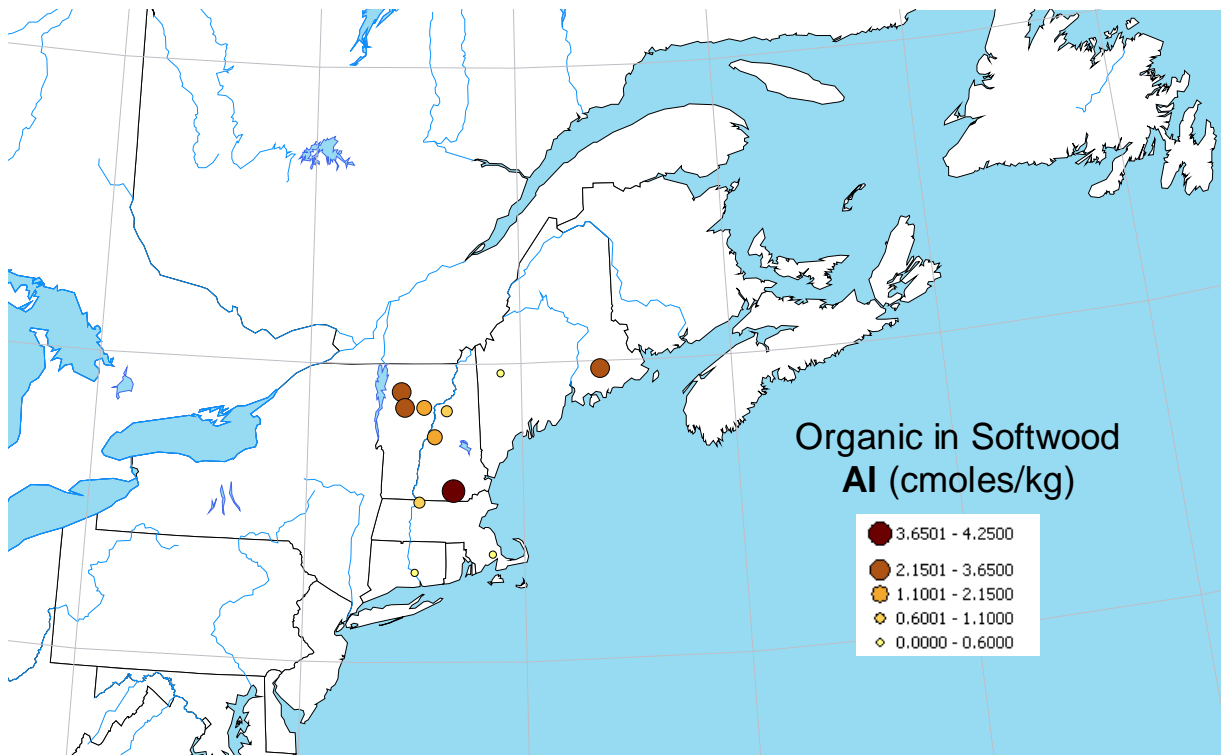 Organic in Softwood
Al (cmoles/kg)
3.6501 - 4.2500
2.1501 - 3.6500
1.1001 - 2.1500
0.6001 - 1.1000
0.0000 - 0.6000